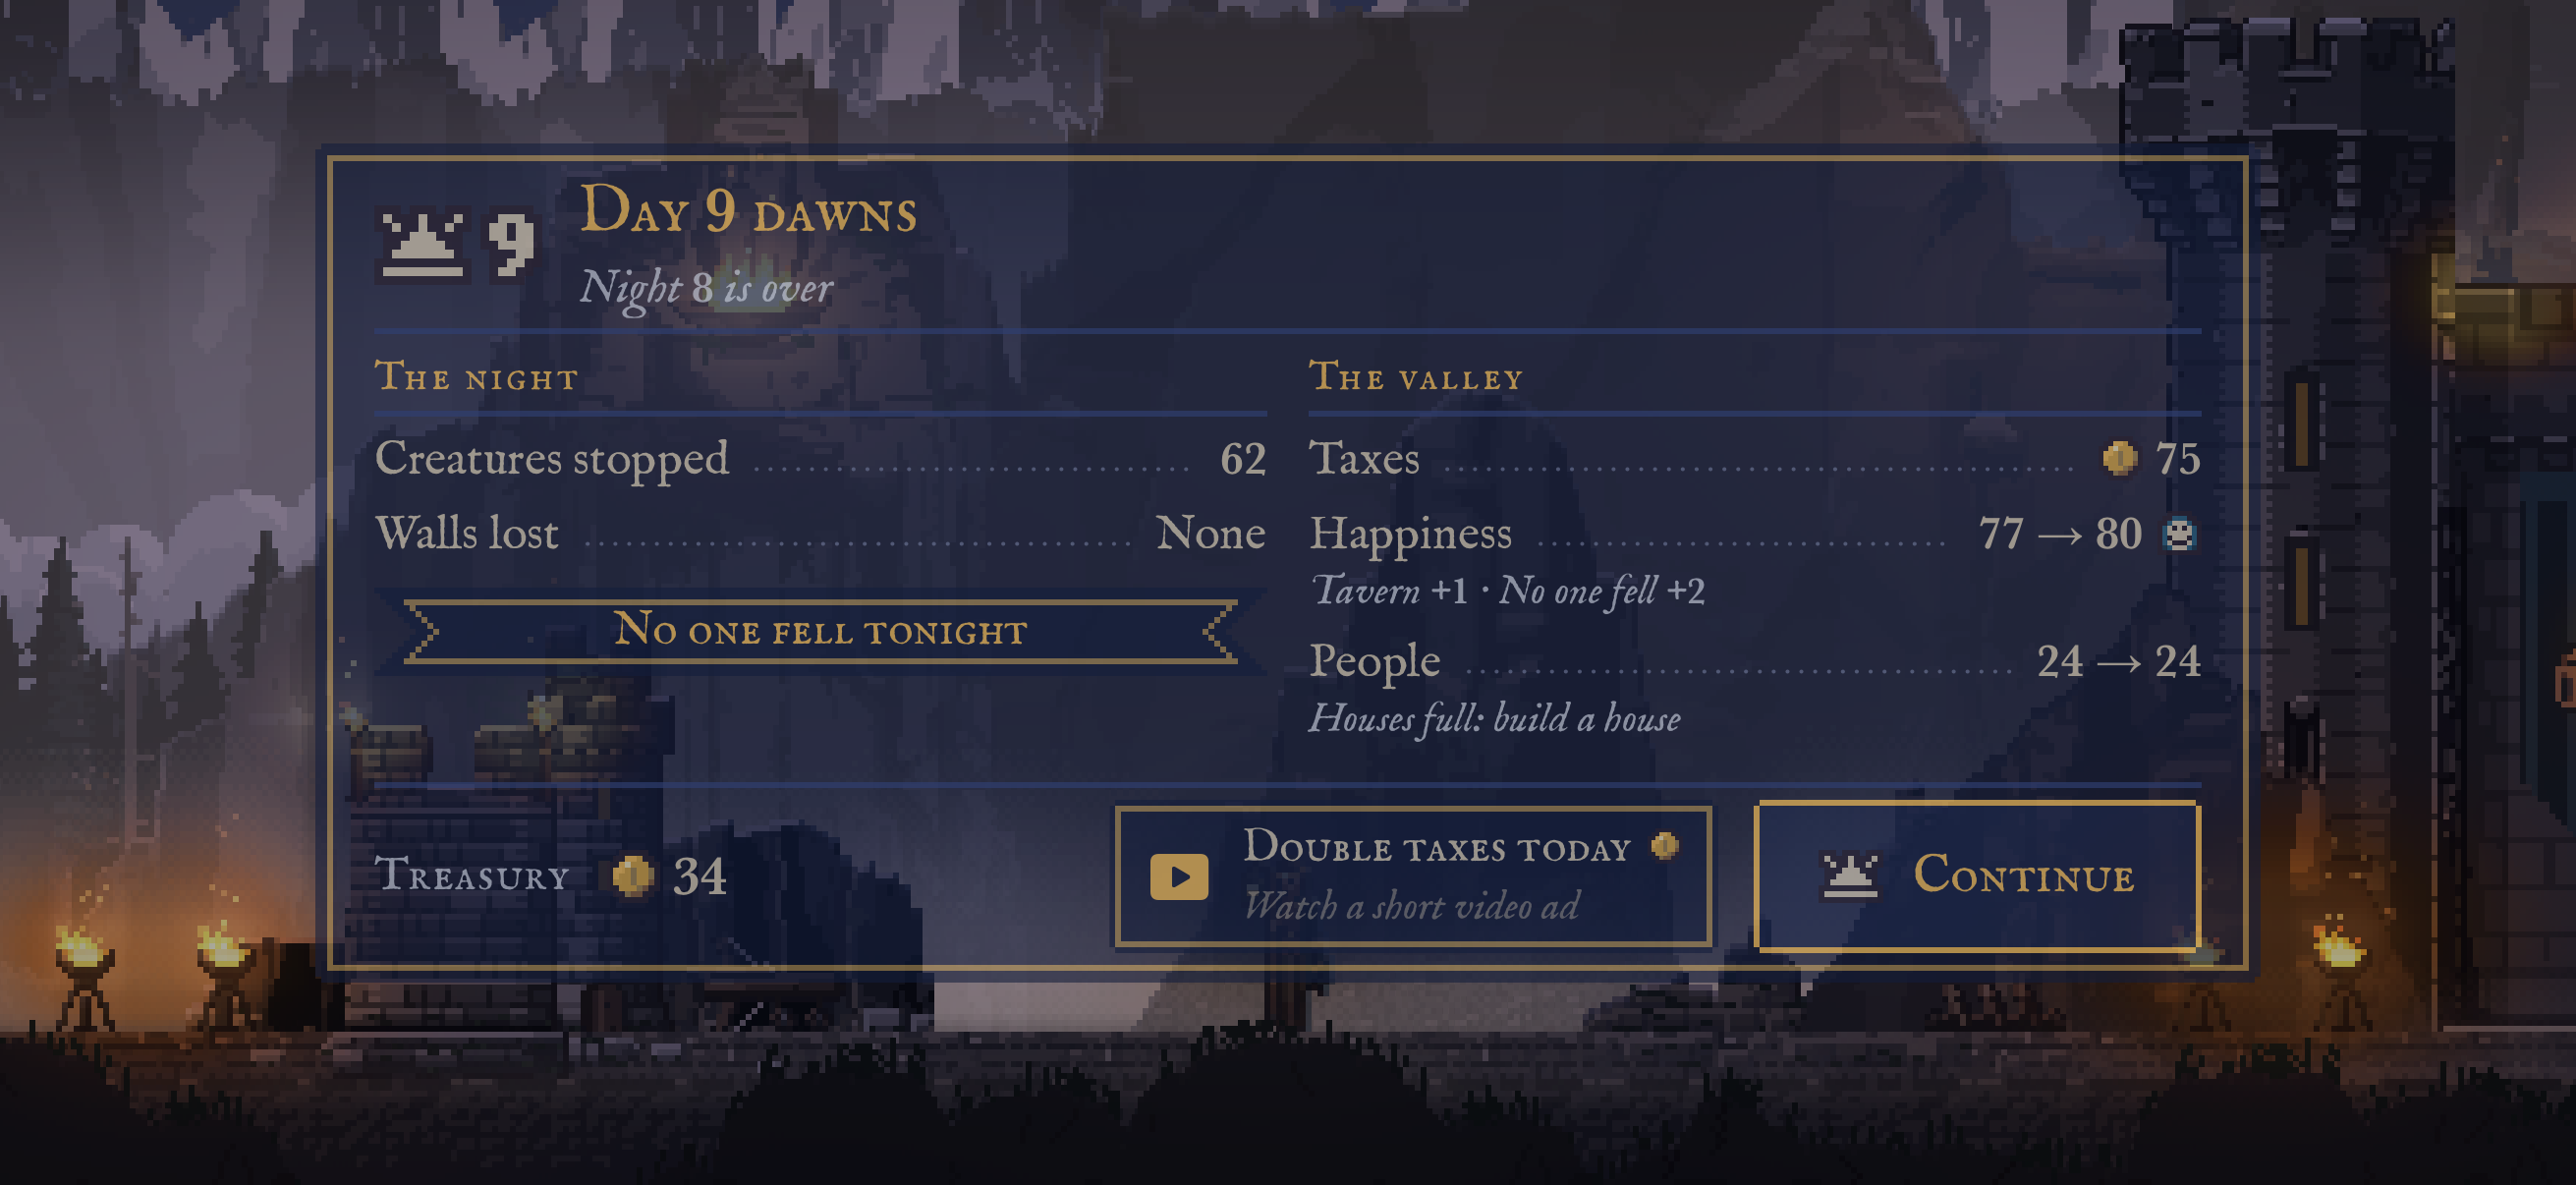 9
Day 9 dawns
Night 8 is over
The night
Creatures stopped 62
Walls lost None
No one fell tonight
The valley
Taxes 75
Happiness 77 → 80
Tavern +1 · No one fell +2
People 24 → 24
Houses full: build a house
Treasury 34
Double taxes today
Watch a short video ad
Continue